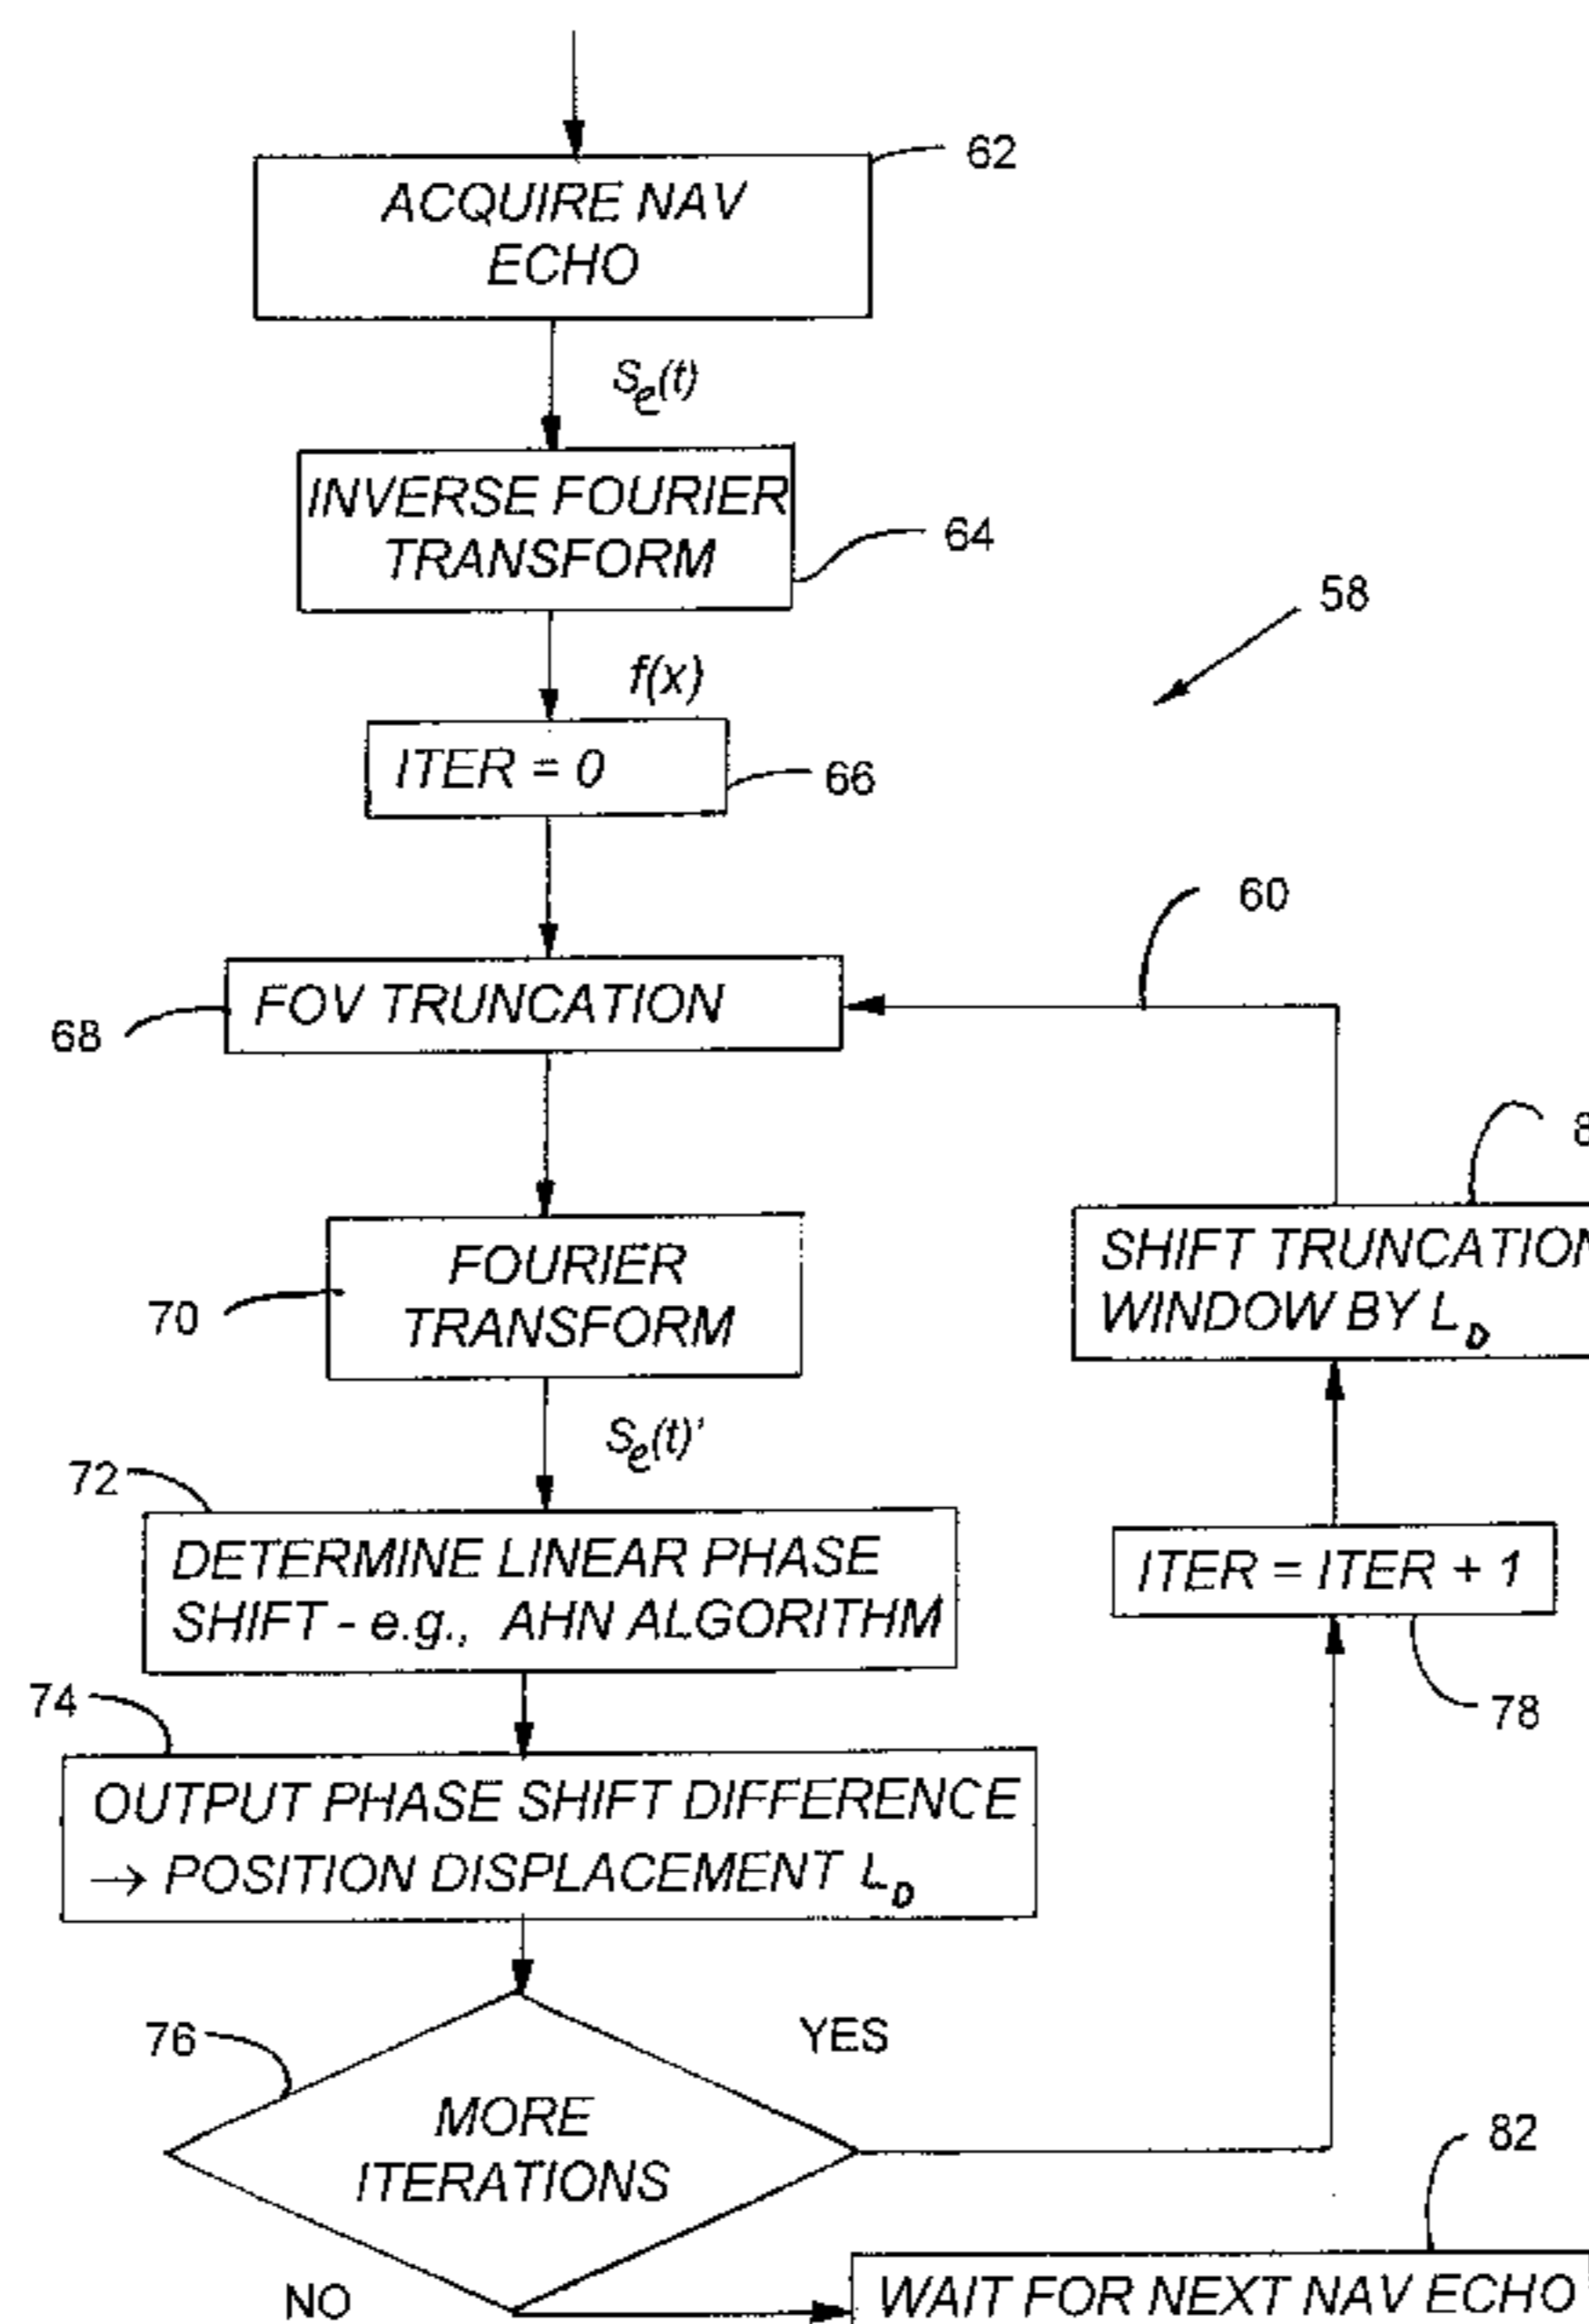 62
ACQUIRE NAV
ECHO
Se(t)
INVERSE FOURIER
TRANSFORM
64
58
f(x)
ITER = 0
66
60
FOV TRUNCATION
68
8
SHIFT TRUNCATION
WINDOW BY LD
FOURIER
TRANSFORM
70
Se(t)'
72
DETERMINE LINEAR PHASE
SHIFT - e.g., AHN ALGORITHM
ITER = ITER + 1
78
74
OUTPUT PHASE SHIFT DIFFERENCE
→ POSITION DISPLACEMENT LD
76
YES
MORE
ITERATIONS
82
NO
WAIT FOR NEXT NAV ECHO